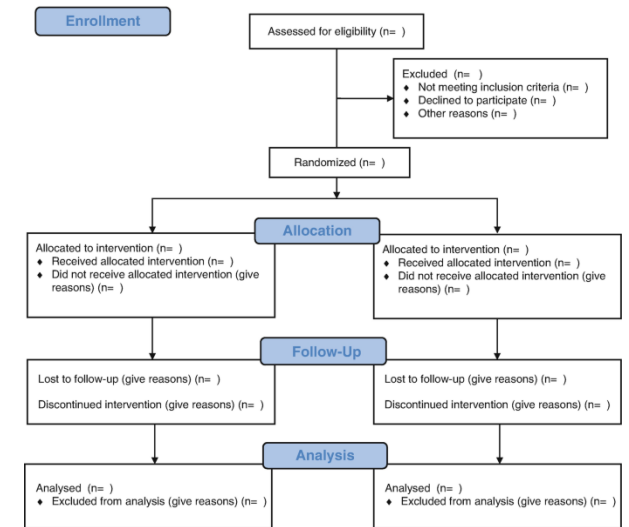 Enrollment
Assessed for eligibility (n= )
Excluded (n= )
♦ Not meeting inclusion criteria (n= )
♦ Declined to participate (n= )
♦ Other reasons (n= )
Randomized (n= )
Allocation
Allocated to intervention (n= )
♦ Received allocated intervention (n= )
♦ Did not receive allocated intervention (give
reasons) (n= )
Allocated to intervention (n= )
♦ Received allocated intervention (n= )
♦ Did not receive allocated intervention (give
reasons) (n= )
Follow-Up
Lost to follow-up (give reasons) (n= )
Discontinued intervention (give reasons) (n= )
Lost to follow-up (give reasons) (n= )
Discontinued intervention (give reasons) (n= )
Analysis
Analysed (n= )
♦ Excluded from analysis (give reasons) (n= )
Analysed (n= )
♦ Excluded from analysis (give reasons) (n= )